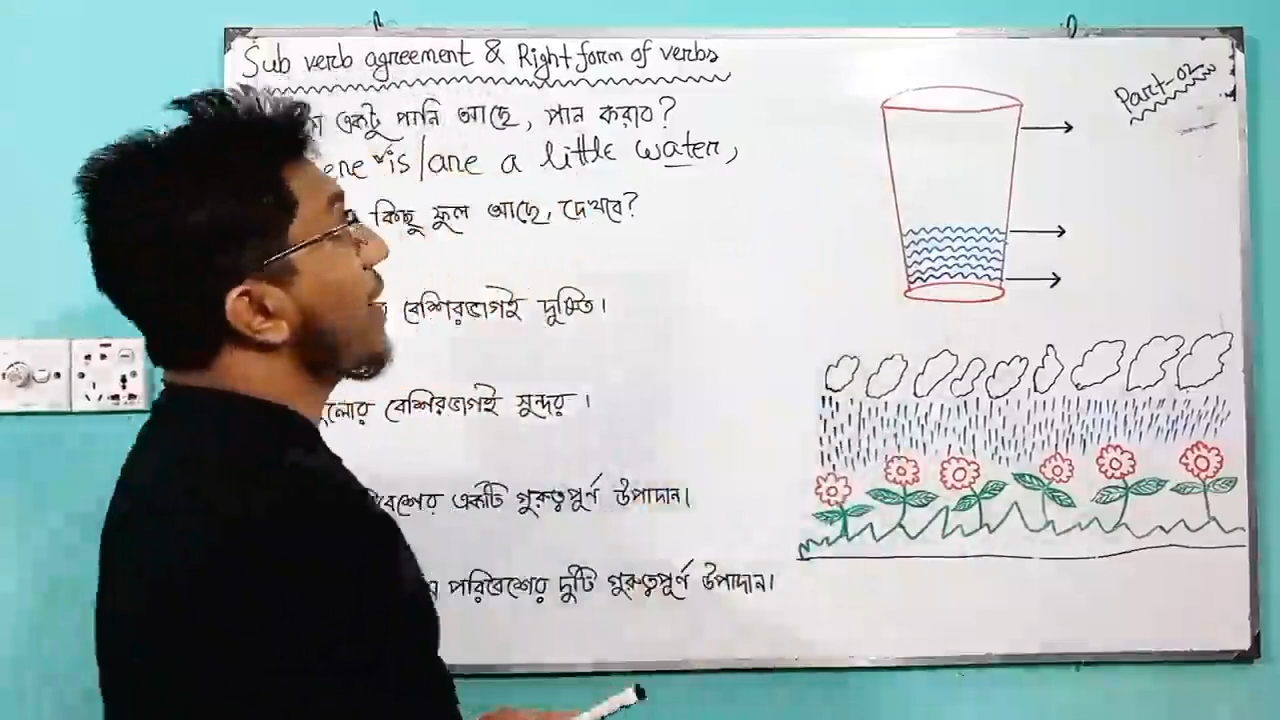 Sub verb agreement & Right form of verbs
Part-02
একটু পানি আছে, পান করবে?
is/are a little water,
কিছু ফুল আছে, দেখবে?
বেশিরভাগই দূষিত।
বেশিরভাগই সুন্দর।
একটি গুরুত্বপূর্ণ উপাদান।
পরিবেশের দুটি গুরুত্বপূর্ণ উপাদান।